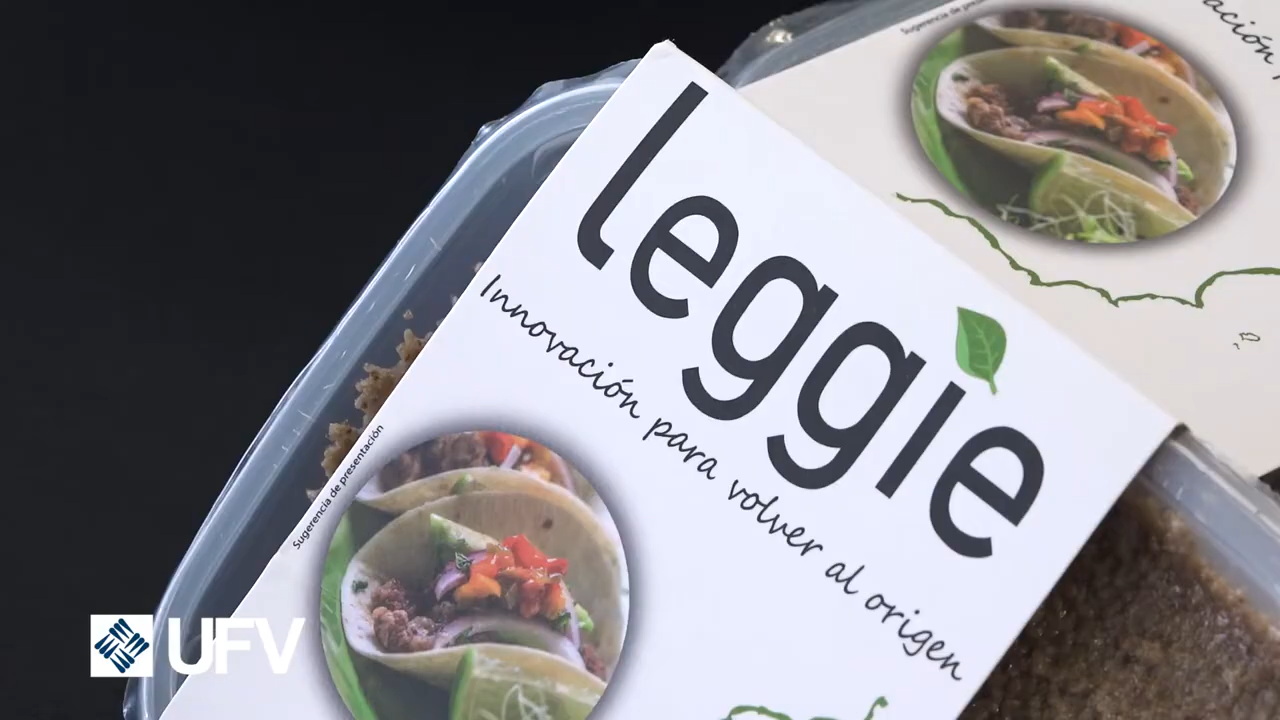 leggie
Innovación para volver al origen
Sugerencia de presentación
UFV